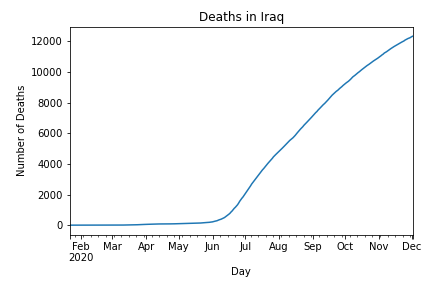 Deaths in Iraq
Number of Deaths
12000
10000
8000
6000
4000
2000
0
Feb Mar Apr May Jun Jul Aug Sep Oct Nov Dec
2020
Day